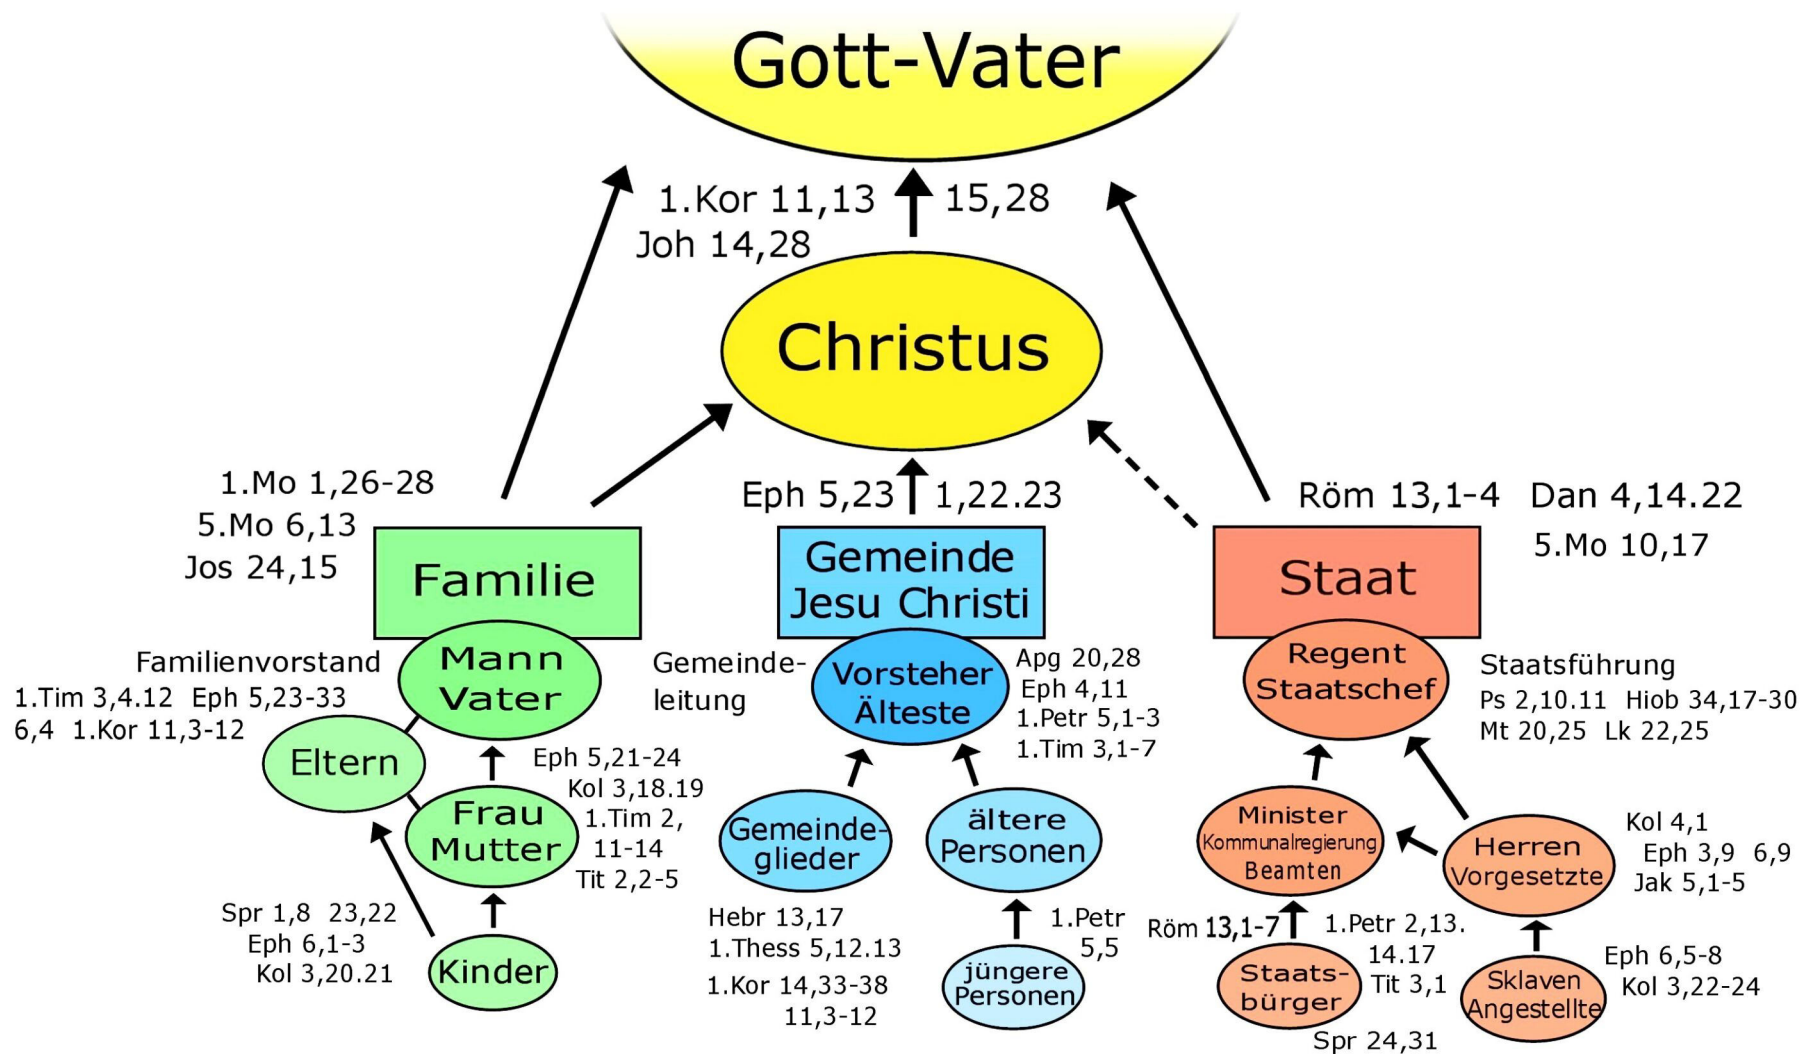 Gott-Vater
1.Kor 11,13 15,28
Joh 14,28
Christus
1.Mo 1,26-28
5.Mo 6,13
Jos 24,15
Eph 5,23 1,22.23
Röm 13,1-4 Dan 4,14.22
5.Mo 10,17
Familie
Familienvorstand
1.Tim 3,4.12 Eph 5,23-33
6,4 1.Kor 11,3-12
Mann
Vater
Eltern
Eph 5,21-24
Kol 3,18.19
1.Tim 2,
11-14
Tit 2,2-5
Frau
Mutter
Spr 1,8 23,22
Eph 6,1-3
Kol 3,20.21
Kinder
Gemeinde
Jesu Christi
Gemeinde-
leitung
Vorsteher
Älteste
Apg 20,28
Eph 4,11
1.Petr 5,1-3
1.Tim 3,1-7
Gemeinde-
glieder
ältere
Personen
Hebr 13,17
1.Thess 5,12.13
1.Kor 14,33-38
11,3-12
1.Petr
5,5
jüngere
Personen
Staat
Regent
Staatschef
Staatsführung
Ps 2,10.11 Hiob 34,17-30
Mt 20,25 Lk 22,25
Minister
Kommunalregierung
Beamten
Herren
Vorgesetzte
Kol 4,1
Eph 3,9 6,9
Jak 5,1-5
Röm 13,1-7
1.Petr 2,13.
14.17
Tit 3,1
Staats-
bürger
Spr 24,31
Sklaven
Angestellte
Eph 6,5-8
Kol 3,22-24